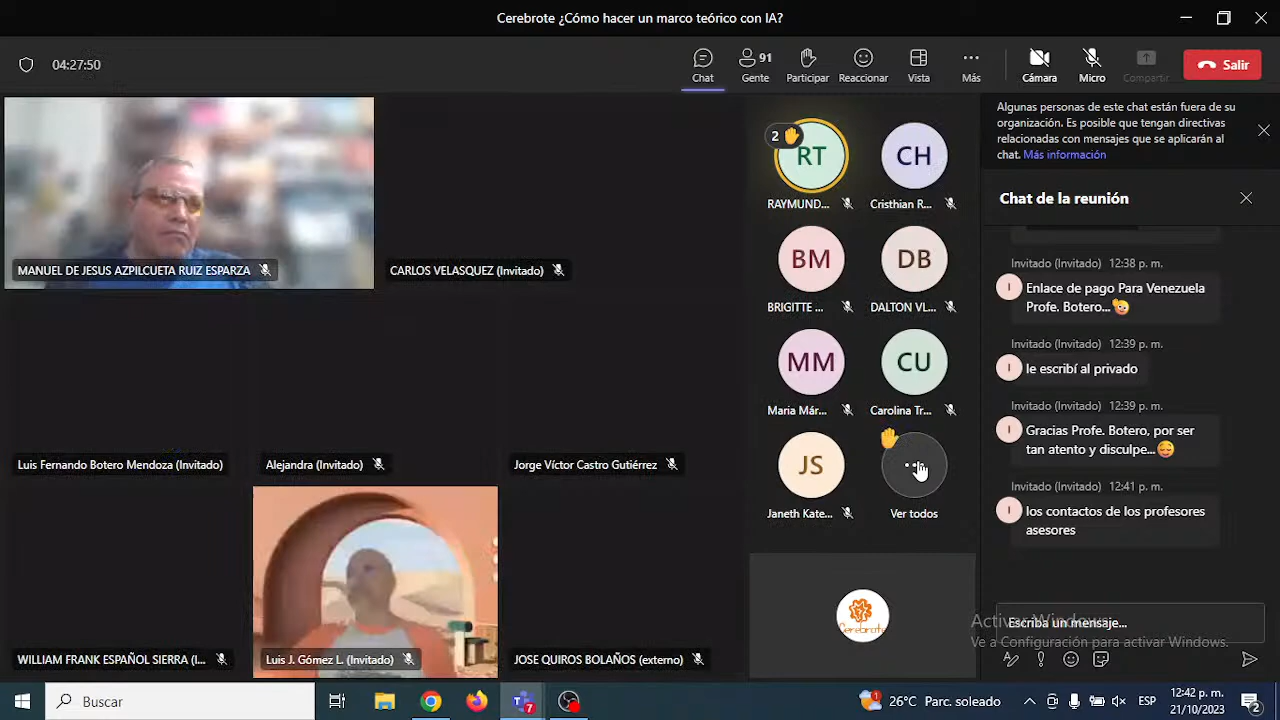 Cerebrote ¿Cómo hacer un marco teórico con IA?
04:27:50
Chat
91
Gente
Participar
Reaccionar
Vista
Más
Cámara
Micro
Compartir
Salir
MANUEL DE JESUS AZPILCUETA RUIZ ESPARZA
CARLOS VELASQUEZ (Invitado)
Luis Fernando Botero Mendoza (Invitado)
Alejandra (Invitado)
Jorge Víctor Castro Gutiérrez
WILLIAM FRANK ESPAÑOL SIERRA (I...
Luis J. Gómez L. (Invitado)
JOSE QUIROS BOLAÑOS (externo)
2
RT
CH
RAYMUND...
Cristhian R...
BM
DB
BRIGITTE ...
DALTON VL...
MM
CU
Maria Már...
Carolina Tr...
JS
Janeth Kate...
Ver todos
Cerebrote
Algunas personas de este chat están fuera de su
organización. Es posible que tengan directivas
relacionadas con mensajes que se aplicarán al
chat. Más información
Chat de la reunión
Invitado (Invitado) 12:38 p. m.
I
Enlace de pago Para Venezuela
Profe. Botero...
Invitado (Invitado) 12:39 p. m.
I
le escribí al privado
Invitado (Invitado) 12:39 p. m.
I
Gracias Profe. Botero, por ser
tan atento y disculpe...
Invitado (Invitado) 12:41 p. m.
I
los contactos de los profesores
asesores
Escriba un mensaje...
Activar Windows
Ve a Configuración para activar Windows.
Buscar
7
1
26°C Parc. soleado
ESP
12:42 p. m.
21/10/2023
2